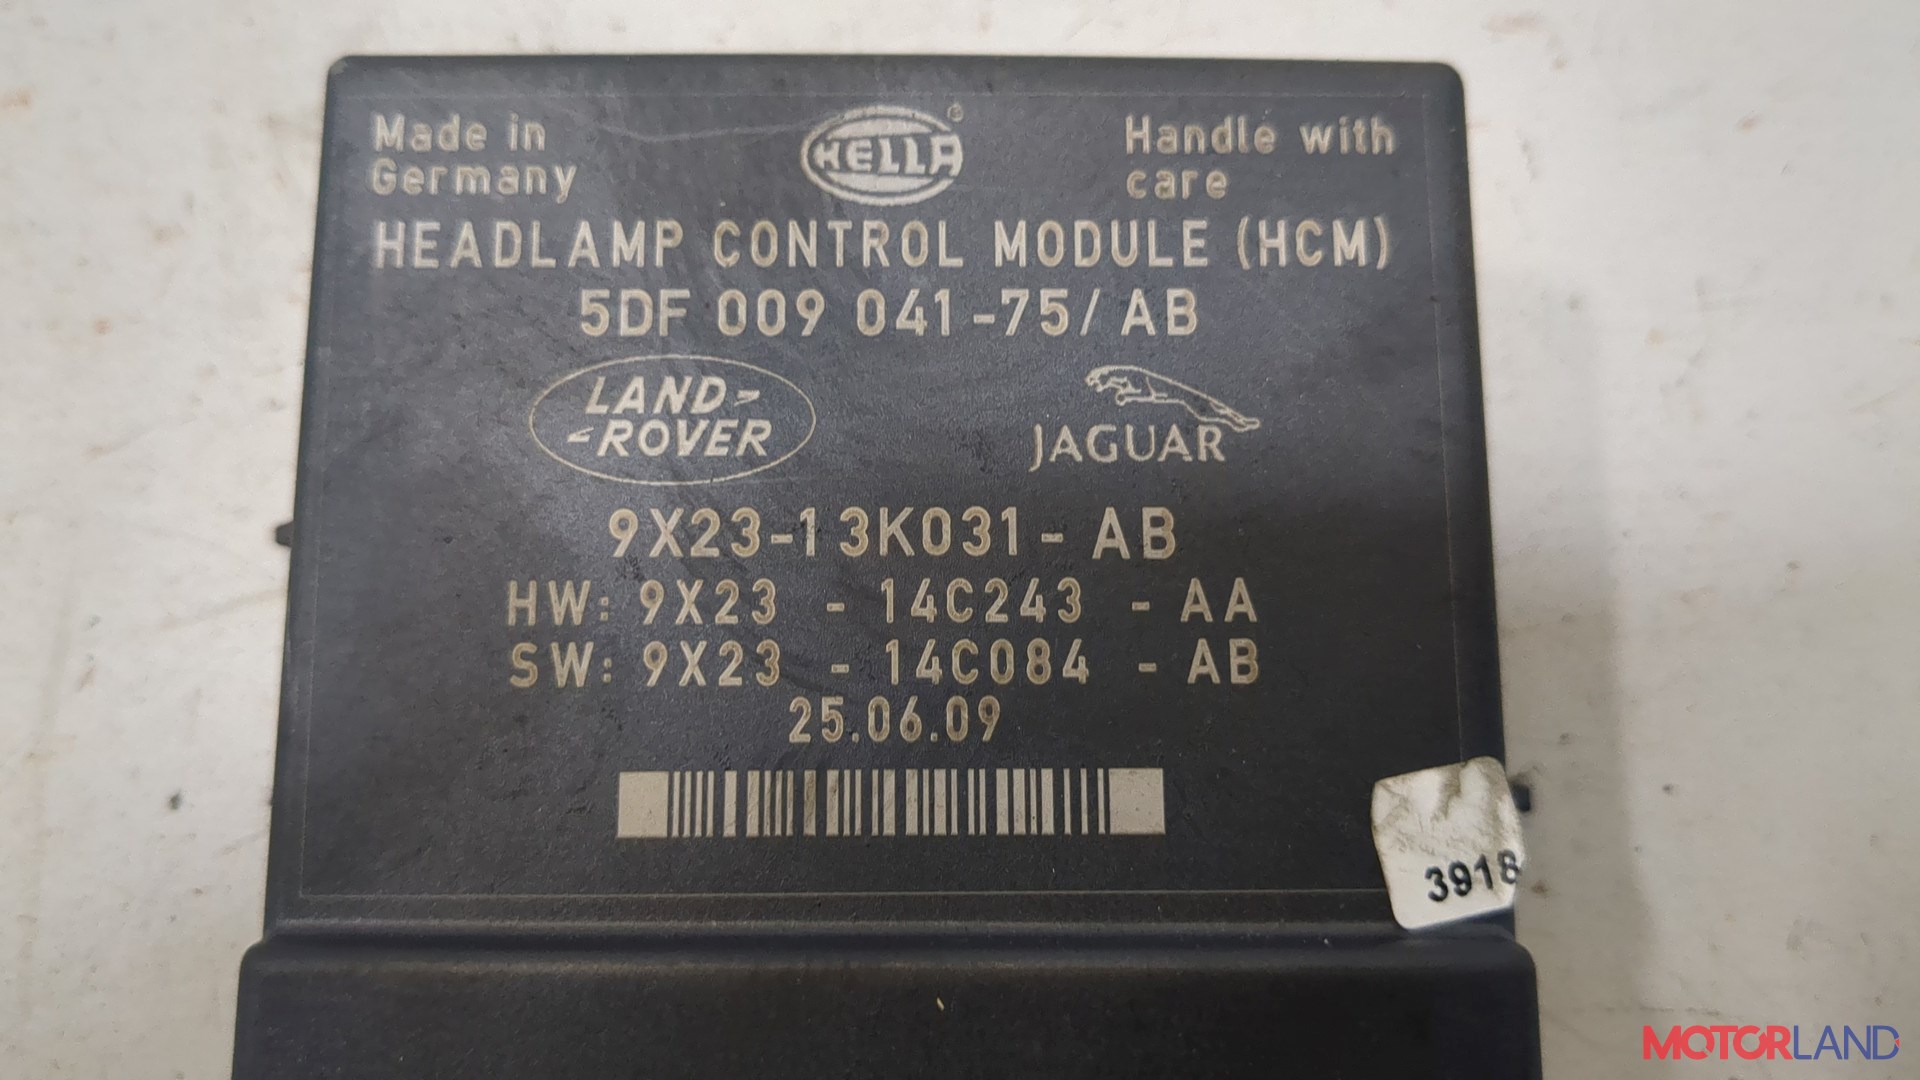 Made in
Germany
HELLA ®
Handle with
care
HEADLAMP CONTROL MODULE (HCM)
5DF 009 041-75/ AB
LAND-
-ROVER
JAGUAR
9X23-13K031-AB
HW: 9X23 - 14C243 - AA
SW: 9X23 - 14C084 - AB
25.06.09
3918
MOTORLAND